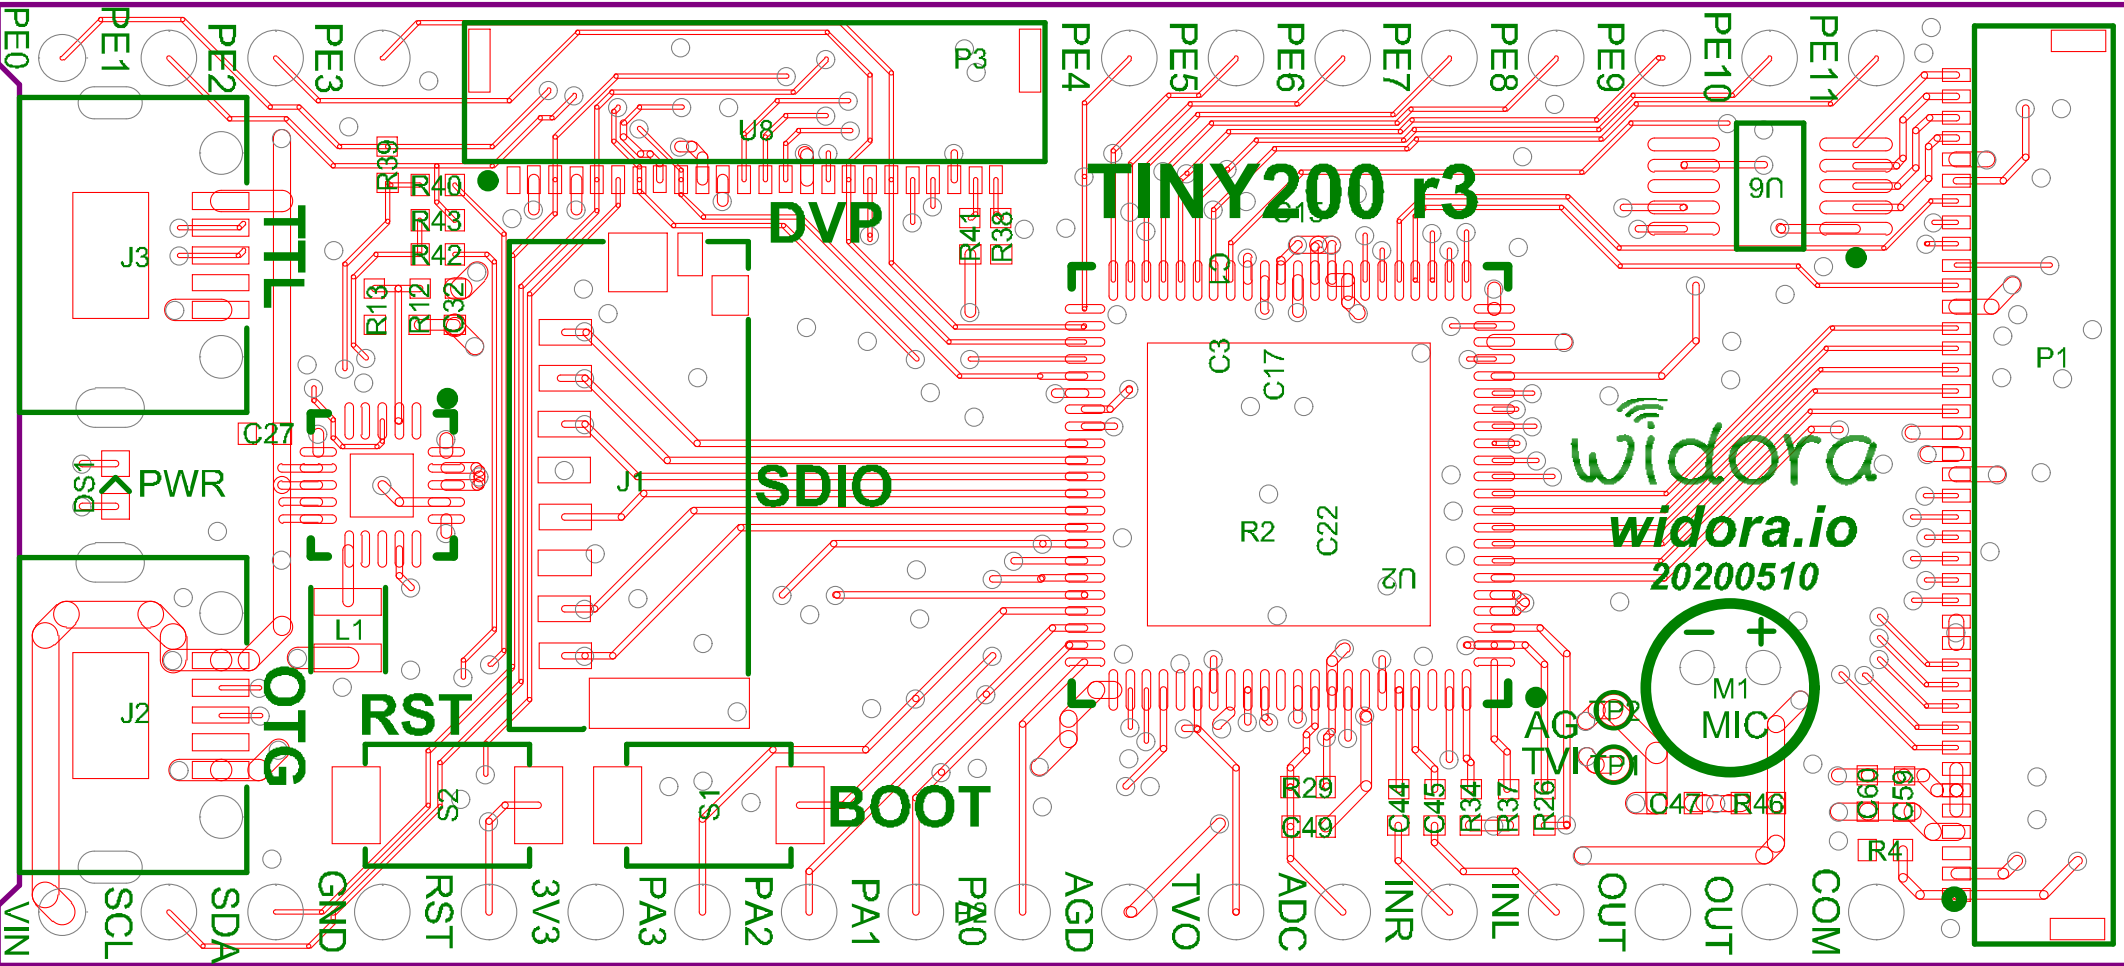 PE0
PE1
PE2
PE3
PE4
PE5
PE6
PE7
PE8
PE9
PE10
PE11
P3
U8
R39
R40
R43
R42
R13
R12
C32
J3
TTL
DVP
R41
R38
TINY200 r3
C15
U6
P1
C3
C17
C27
DS1
PWR
J1
SDIO
R2
C22
U2
widora
widora.io
20200510
L1
J2
OTG
RST
S2
S1
BOOT
M1
MIC
AG
TP2
TVI
TP1
R29
C49
C44
C45
R34
R37
R26
C47
R46
C60
C59
R4
VIN
SCL
SDA
GND
RST
3V3
PA3
PA2
PA1
PA0
AGD
TVO
ADC
INR
INL
OUT
OUT
COM